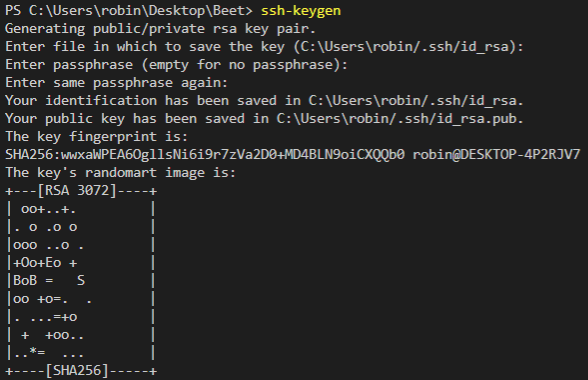 PS C:\Users\robin\Desktop\Beet> ssh-keygen
Generating public/private rsa key pair.
Enter file in which to save the key (C:\Users\robin/.ssh/id_rsa):
Enter passphrase (empty for no passphrase):
Enter same passphrase again:
Your identification has been saved in C:\Users\robin/.ssh/id_rsa.
Your public key has been saved in C:\Users\robin/.ssh/id_rsa.pub.
The key fingerprint is:
SHA256:wwxaWPEA6OgllsNi6i9r7zVa2D0+MD4BLN9oiCXQQb0 robin@DESKTOP-4P2RJV7
The key's randomart image is:
+---[RSA 3072]----+
| oo+..+.         |
|. o .o o         |
|ooo ..o .        |
|+Oo+Eo +         |
|BoB =   S        |
|oo +o=.  .       |
|. ...=+o         |
| +  +oo..        |
|..*=  ...        |
+----[SHA256]-----+